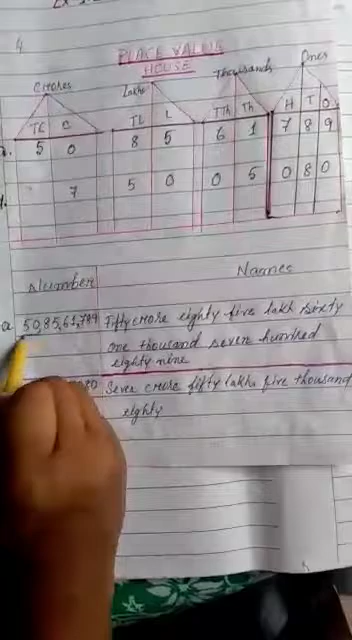 4
PLACE VALUE
HOUSE
Crores Lakhs Thousands Ones
TC C TL L TTh Th H T O
a. 5 0 8 5 6 1 7 8 9
7 5 0 0 5 0 8 0
Number Names
a. 50,85,61,789 Fifty crore eighty five lakh sixty
one thousand seven hundred
eighty nine
080 Seven crore fifty lakhs five thousand
eighty